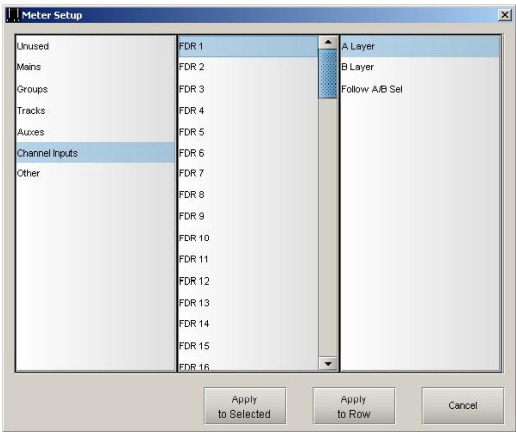 Meter Setup
Unused
Mains
Groups
Tracks
Auxes
Channel Inputs
Other
FDR 1
FDR 2
FDR 3
FDR 4
FDR 5
FDR 6
FDR 7
FDR 8
FDR 9
FDR 10
FDR 11
FDR 12
FDR 13
FDR 14
FDR 15
FDR 16
A Layer
B Layer
Follow A/B Sel
Apply
to Selected
Apply
to Row
Cancel